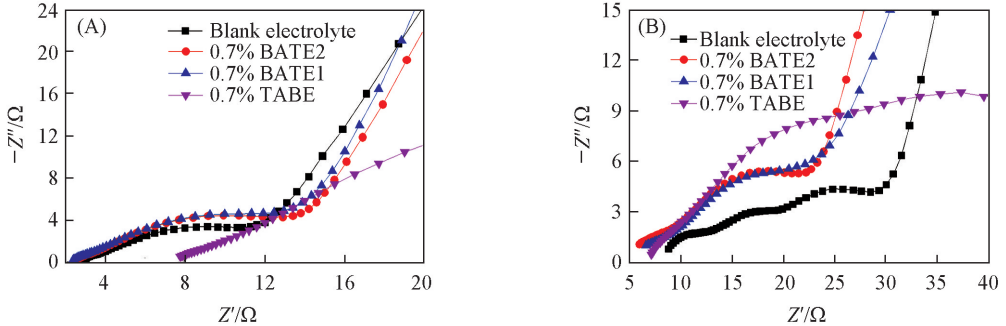 (A)
Blank electrolyte
0.7% BATE2
0.7% BATE1
0.7% TABE
−Z″/Ω
24
20
16
12
8
4
0
4 8 12 16 20
Z′/Ω
(B)
Blank electrolyte
0.7% BATE2
0.7% BATE1
0.7% TABE
−Z″/Ω
15
12
9
6
3
0
5 10 15 20 25 30 35 40
Z′/Ω